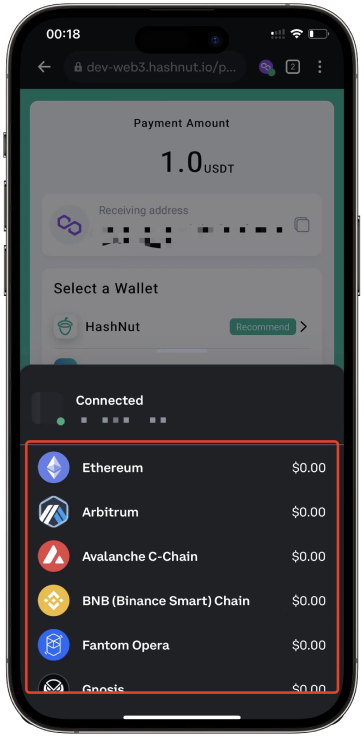 00:18
dev-web3.hashnut.io/p...
2
Payment Amount
1.0USDT
Receiving address
Select a Wallet
HashNut
Recommend
Connected
Ethereum $0.00
Arbitrum $0.00
Avalanche C-Chain $0.00
BNB (Binance Smart) Chain $0.00
Fantom Opera $0.00
Gnosis $0.00